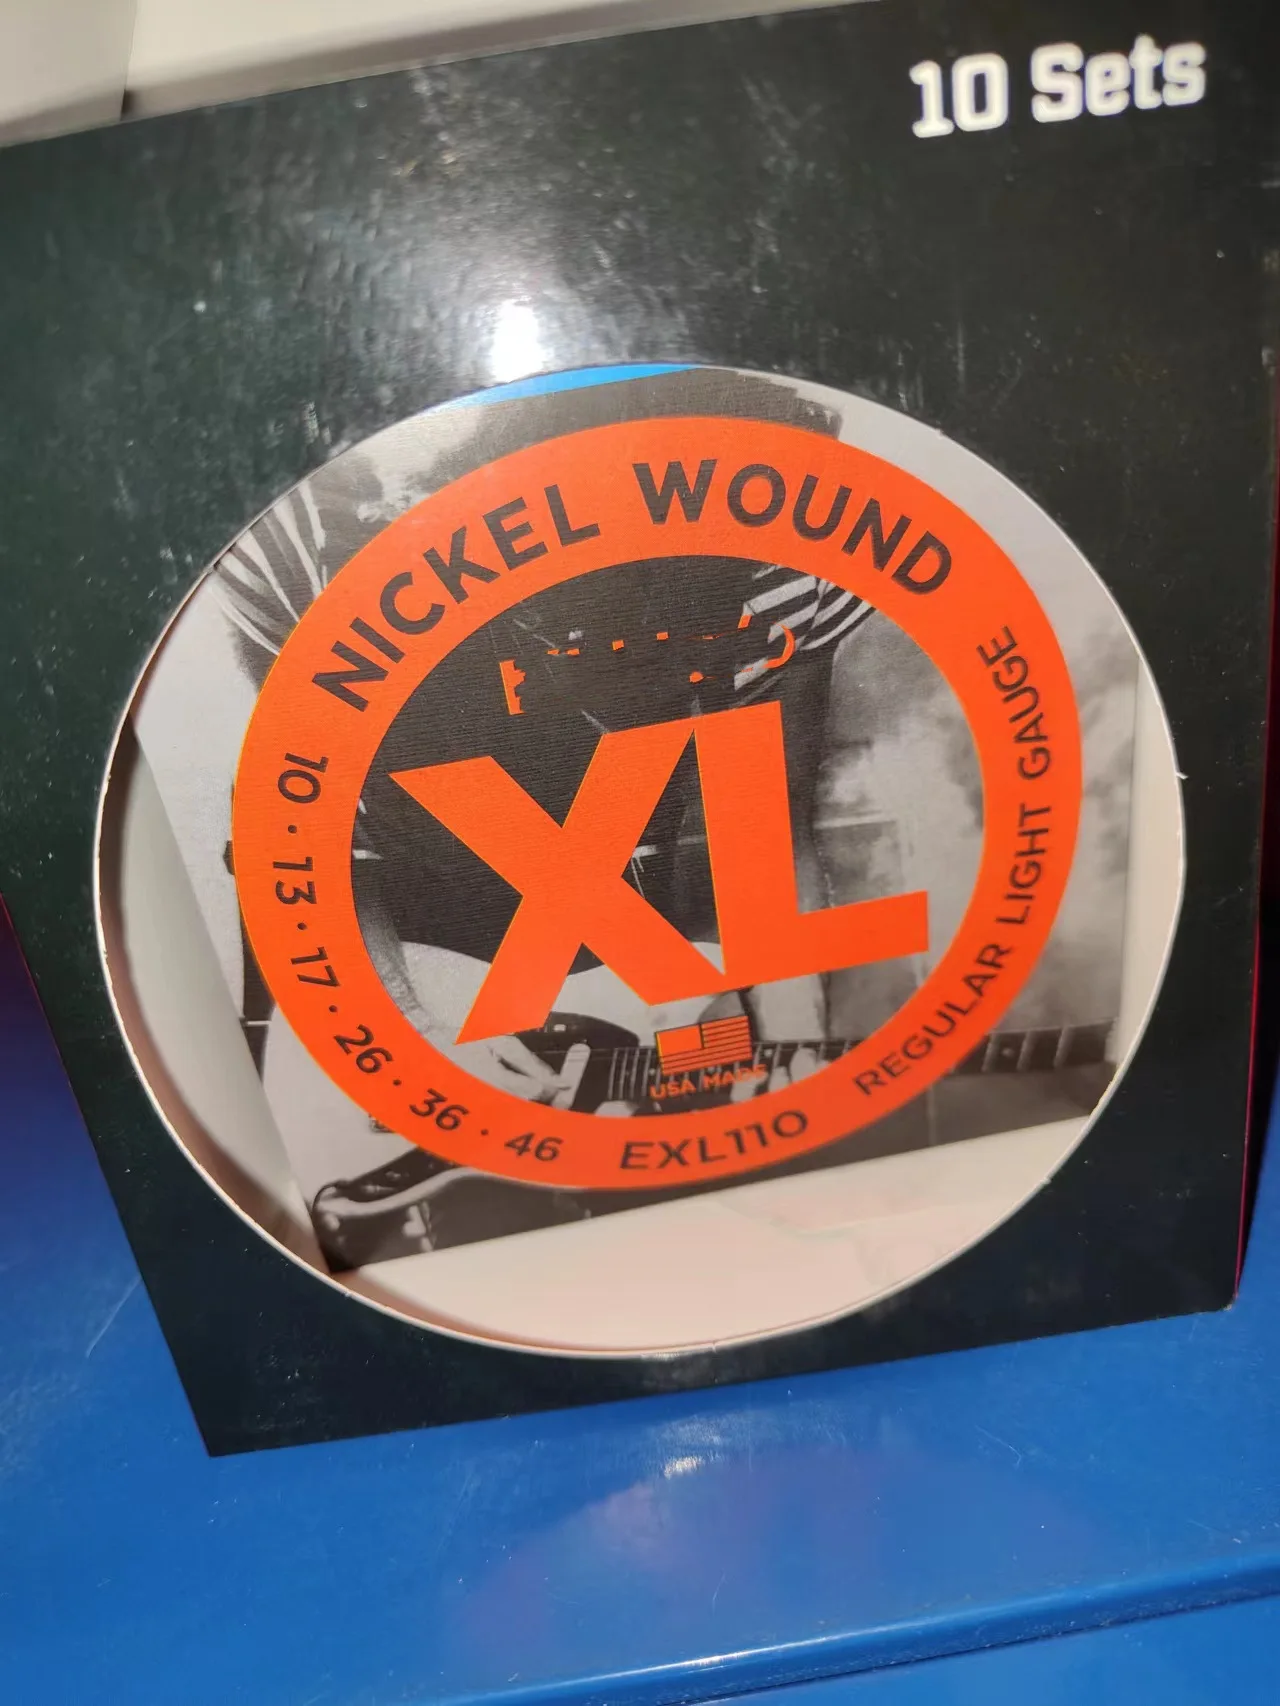 10 Sets
NICKEL WOUND
10 · 13 · 17 · 26 · 36 · 46
EXL110
REGULAR LIGHT GAUGE
XL
USA MADE